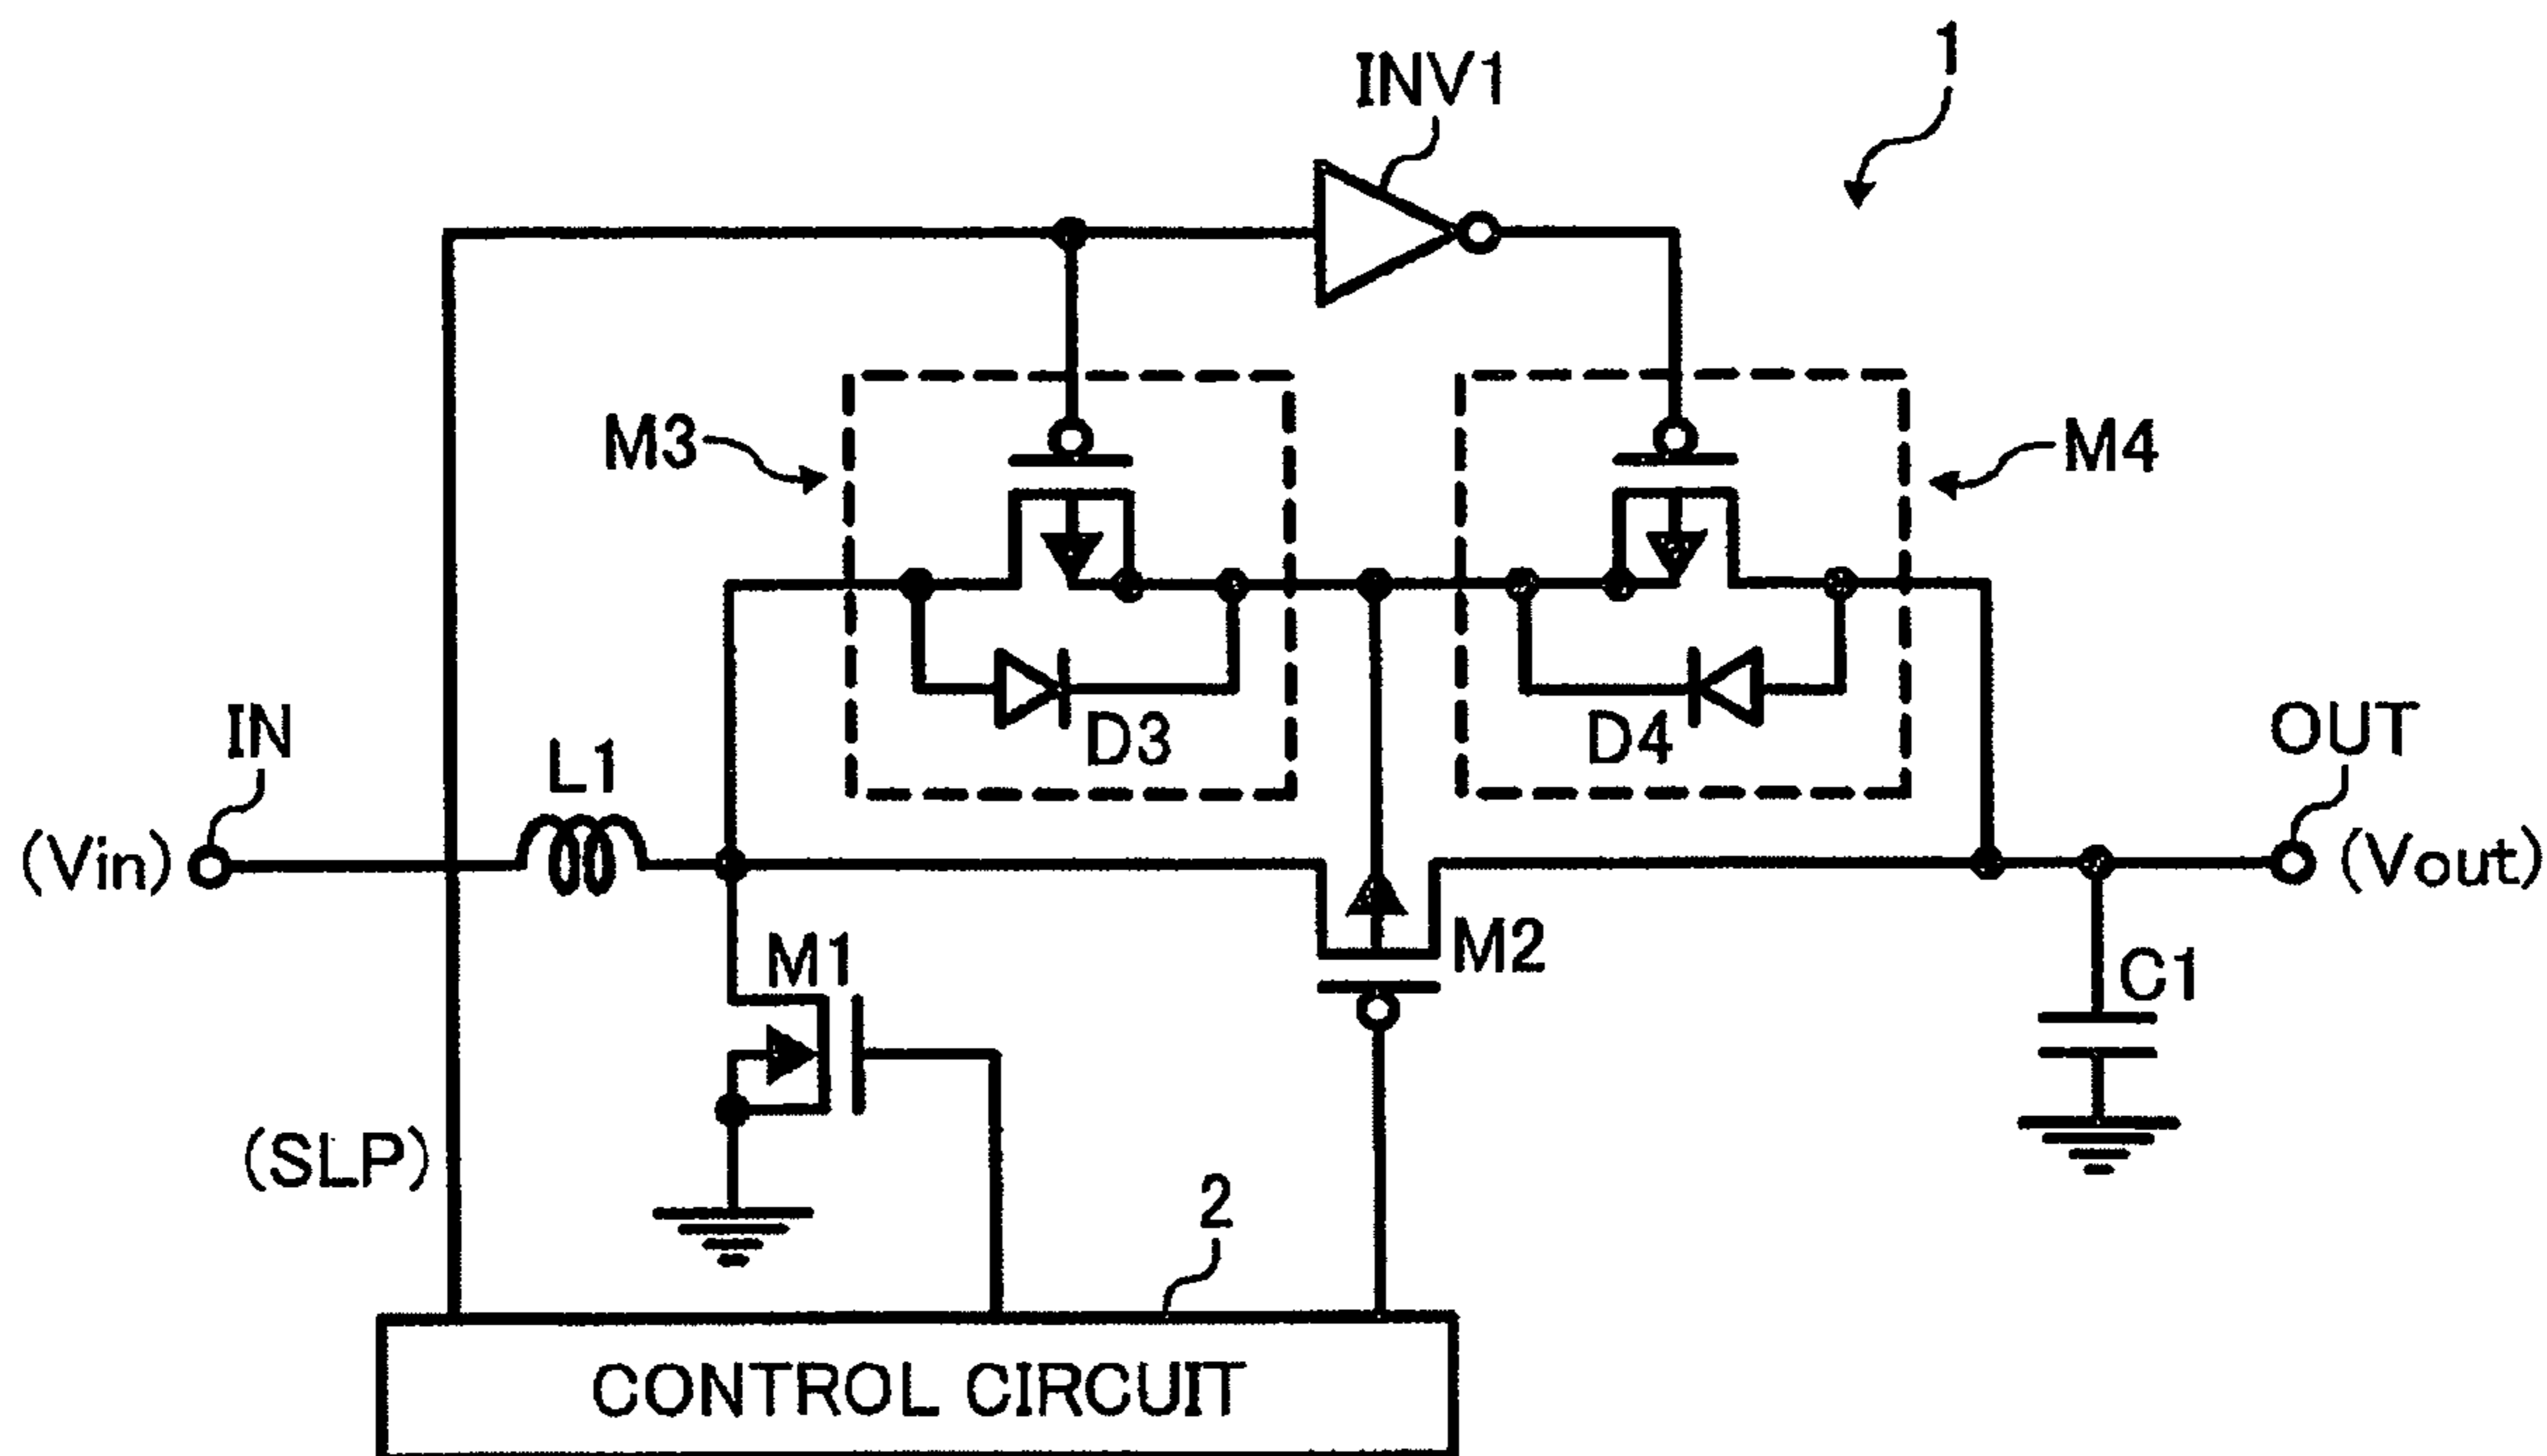 1
INV1
M3
M4
IN
L1
D3
D4
OUT
(Vin)
(Vout)
M1
M2
C1
(SLP)
2
CONTROL CIRCUIT